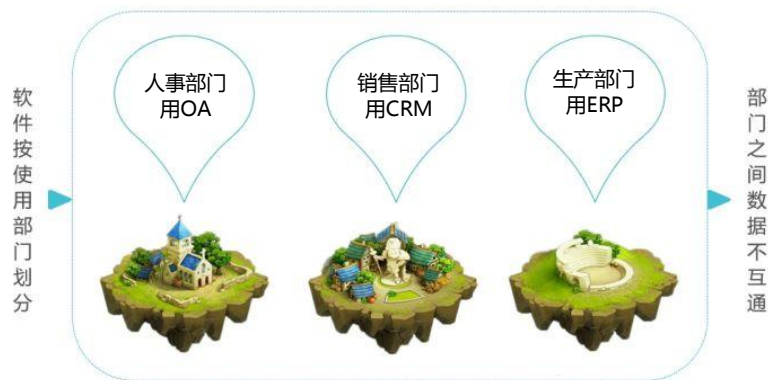 软件按使用部门划分
人事部门
用OA
销售部门
用CRM
生产部门
用ERP
部门之间数据不互通